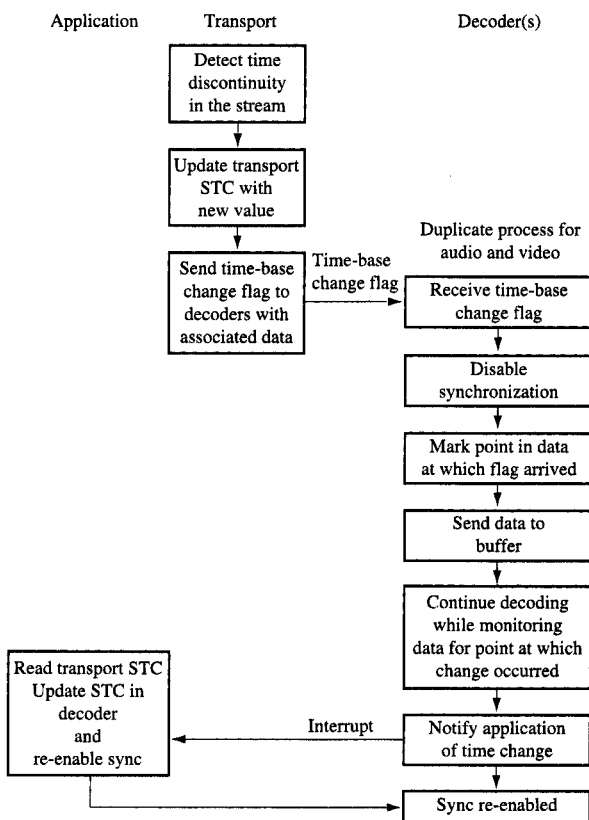 Application
Transport
Decoder(s)
Detect time
discontinuity
in the stream
Update transport
STC with
new value
Send time-base
change flag to
decoders with
associated data
Time-base
change flag
Duplicate process for
audio and video
Receive time-base
change flag
Disable
synchronization
Mark point in data
at which flag arrived
Send data to
buffer
Continue decoding
while monitoring
data for point at which
change occurred
Notify application
of time change
Interrupt
Read transport STC
Update STC in
decoder
and
re-enable sync
Sync re-enabled